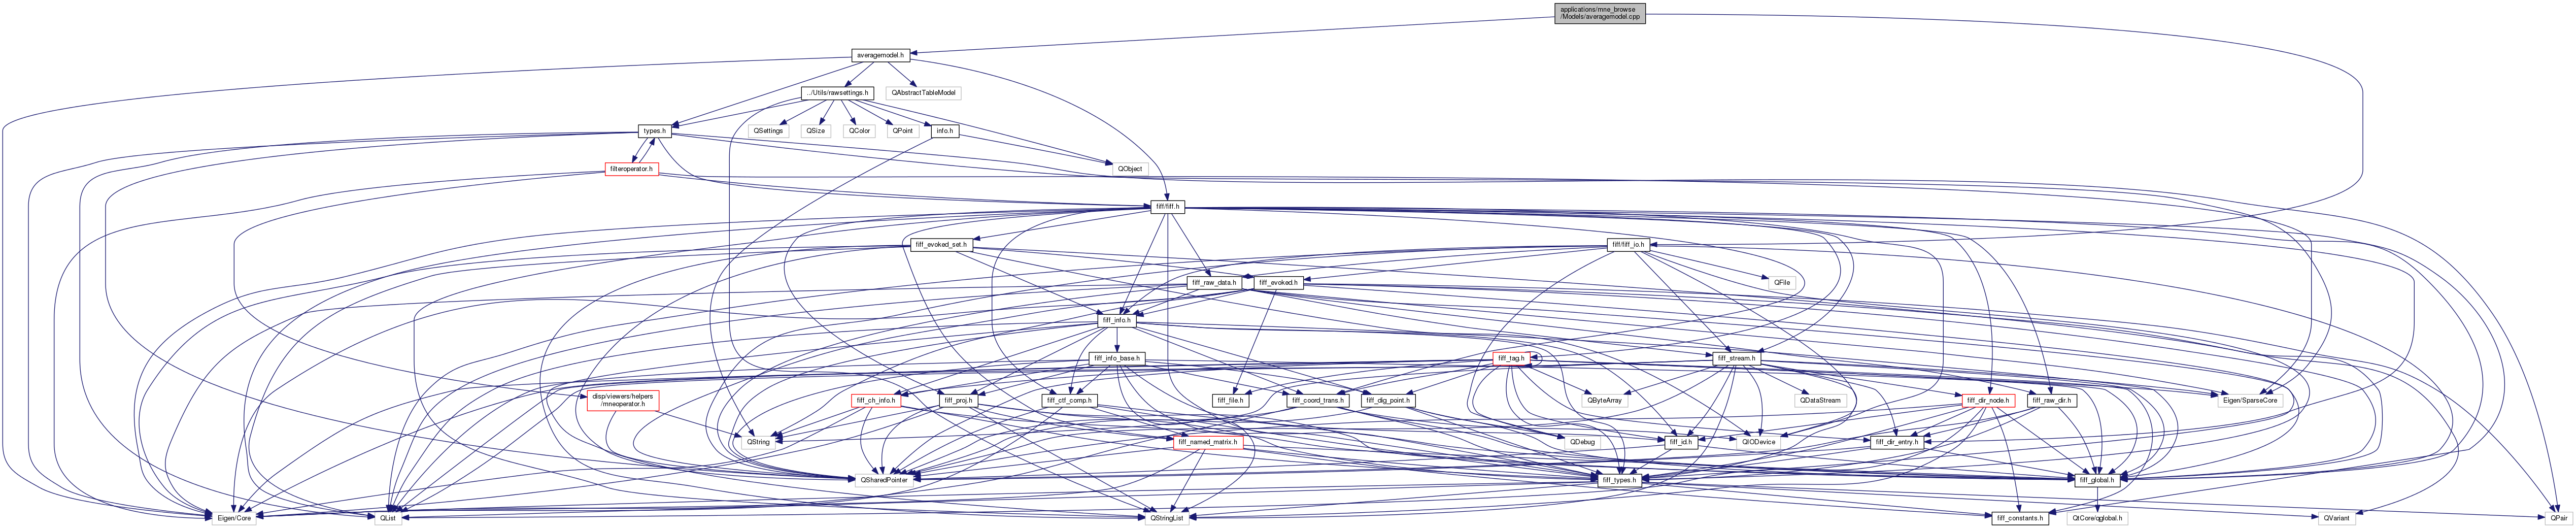 applications/mne_browse
/Models/averagemodel.cpp
averagemodel.h
../Utils/rawsettings.h
QAbstractTableModel
types.h
QSettings
QSize
QColor
QPoint
info.h
filteroperator.h
QObject
fiff/fiff.h
fiff_evoked_set.h
fiff/fiff_io.h
fiff_raw_data.h
fiff_evoked.h
QFile
fiff_info.h
fiff_info_base.h
fiff_tag.h
fiff_stream.h
disp/viewers/helpers
/mneoperator.h
fiff_ch_info.h
fiff_proj.h
fiff_ctf_comp.h
fiff_file.h
fiff_coord_trans.h
fiff_dig_point.h
QByteArray
QDataStream
fiff_dir_node.h
fiff_raw_dir.h
Eigen/SparseCore
QString
fiff_named_matrix.h
QDebug
fiff_id.h
QIODevice
fiff_dir_entry.h
QSharedPointer
fiff_types.h
fiff_global.h
Eigen/Core
QList
QStringList
fiff_constants.h
QtCore/qglobal.h
QVariant
QPair